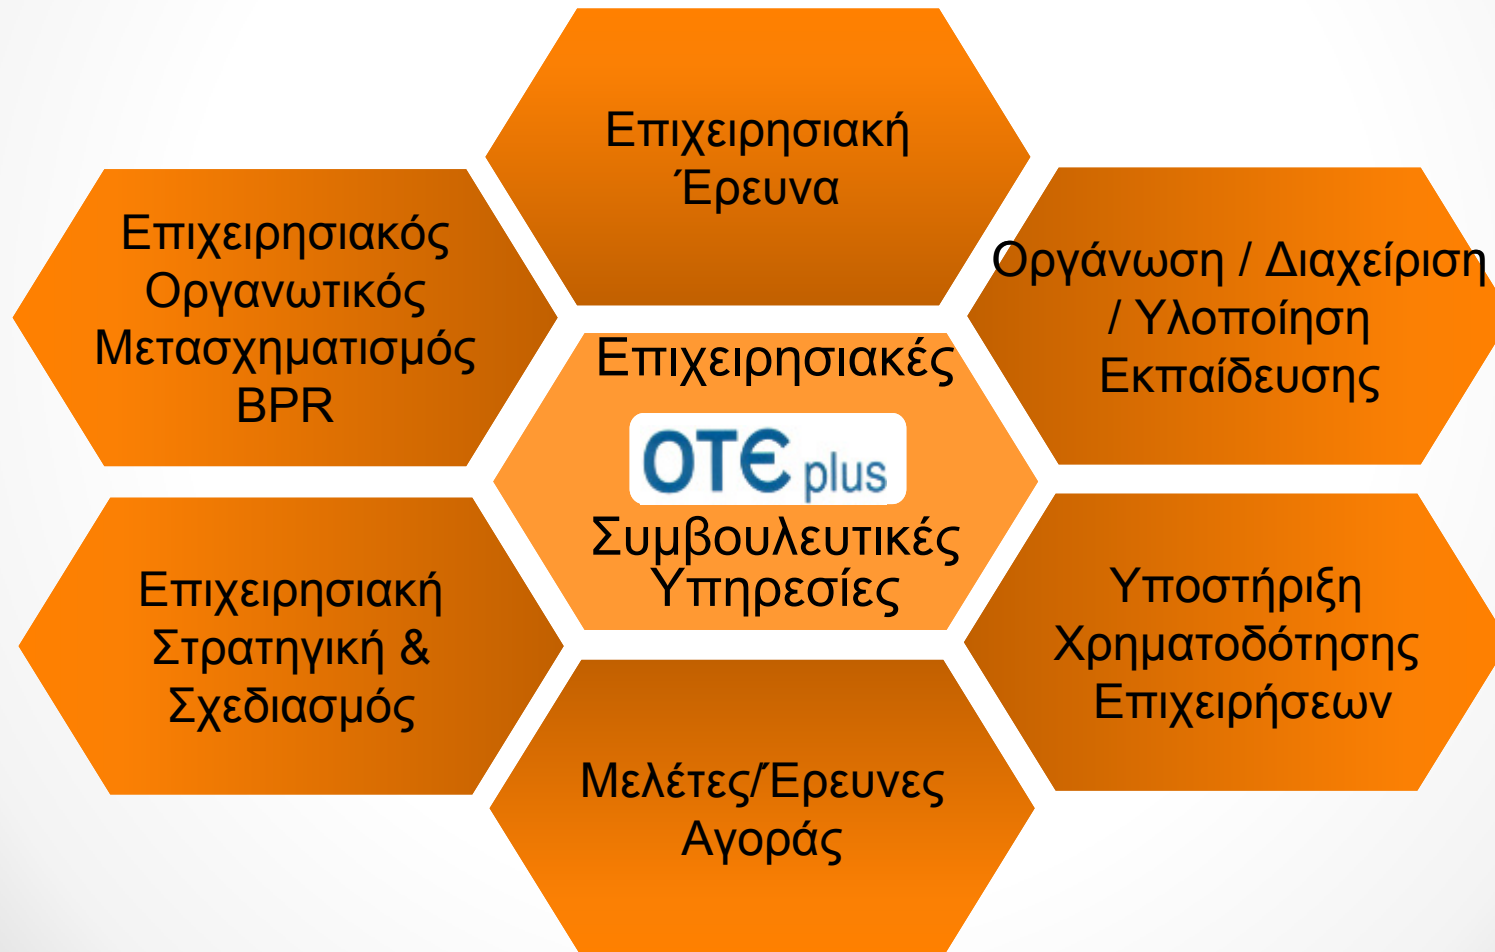 Επιχειρησιακή
Έρευνα
Επιχειρησιακός
Οργανωτικός
Μετασχηματισμός
BPR
Οργάνωση / Διαχείριση
/ Υλοποίηση
Εκπαίδευσης
Επιχειρησιακές
ΟΤЄ plus
Συμβουλευτικές
Υπηρεσίες
Επιχειρησιακή
Στρατηγική &
Σχεδιασμός
Υποστήριξη
Χρηματοδότησης
Επιχειρήσεων
Μελέτες/Έρευνες
Αγοράς